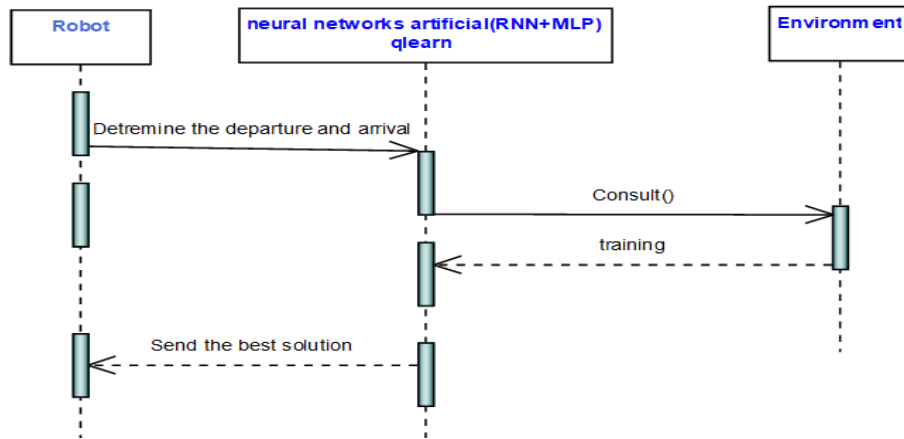 Robot
neural networks artificial(RNN+MLP)
qlearn
Environment
Detremine the departure and arrival
Consult()
training
Send the best solution